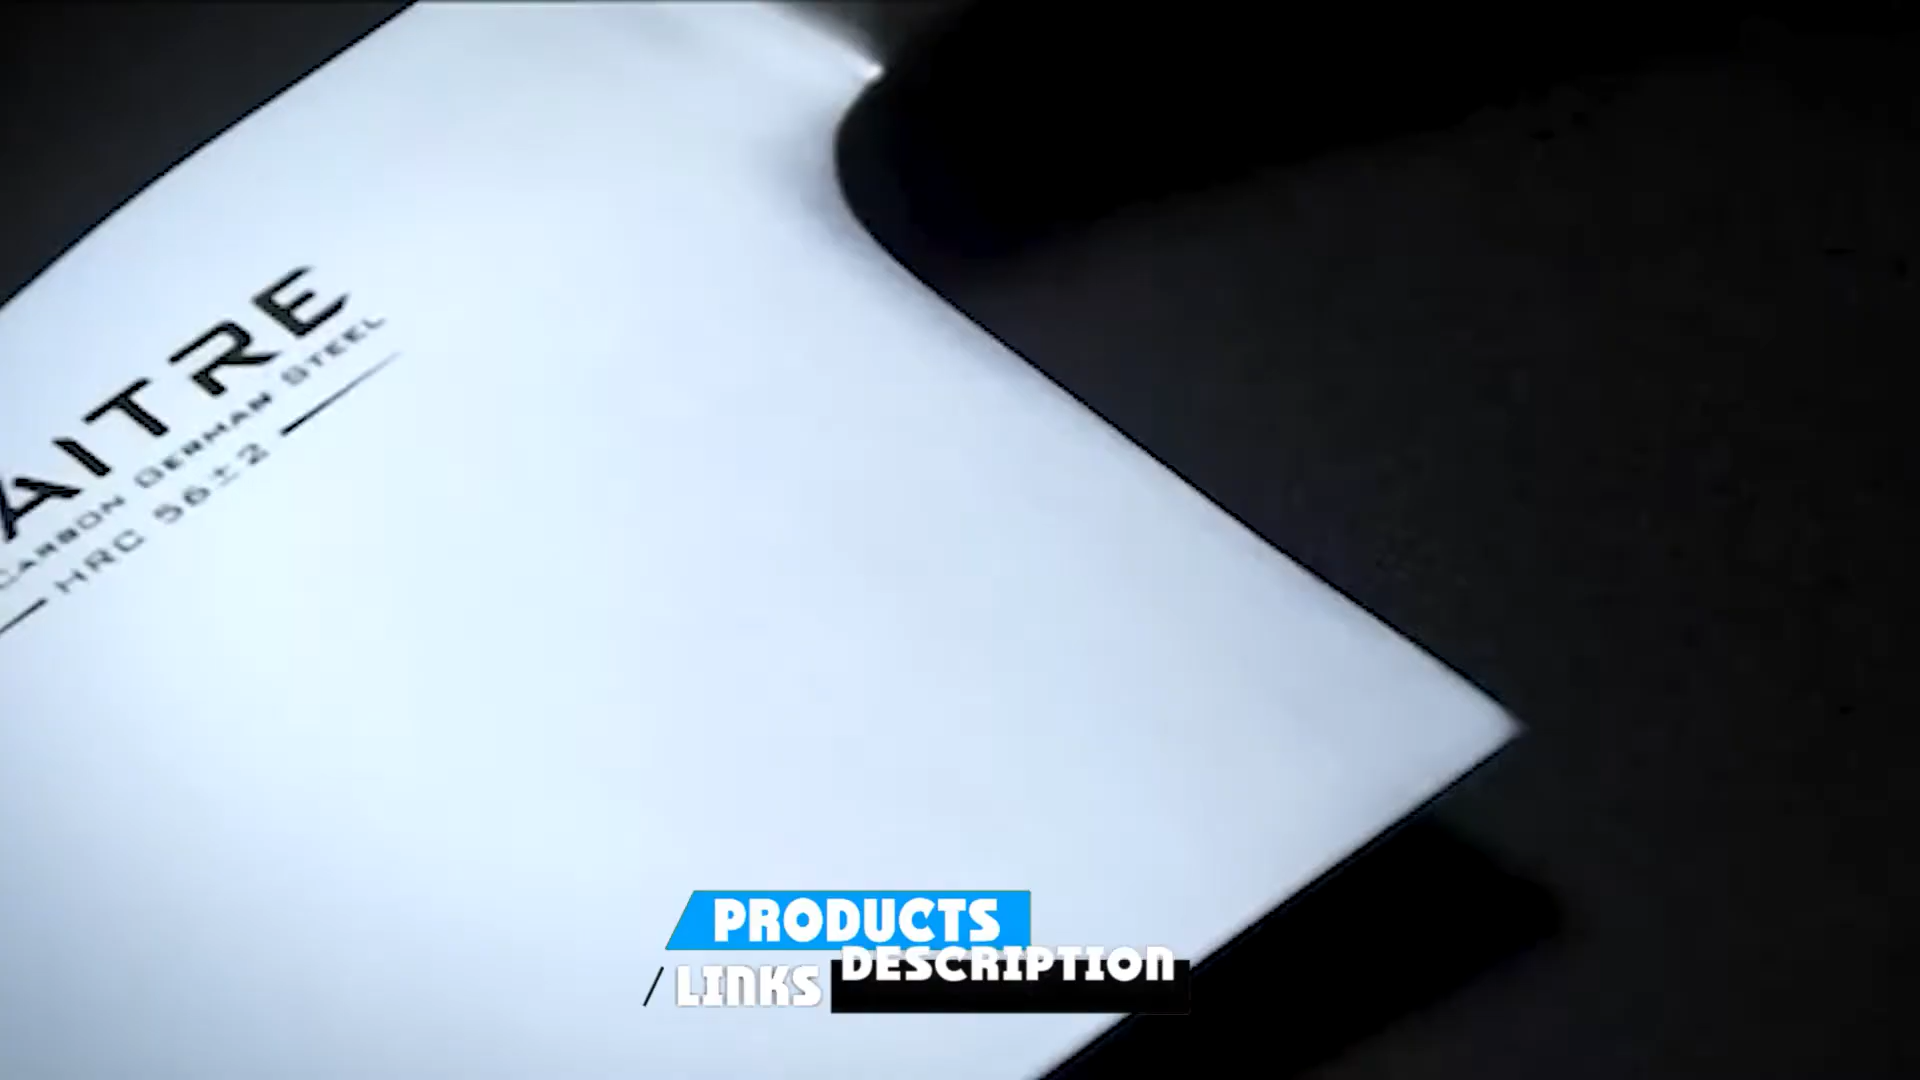 AITRE
CARBON GERMAN STEEL
HRC 56±2
PRODUCTS
/ LINKS DESCRIPTION